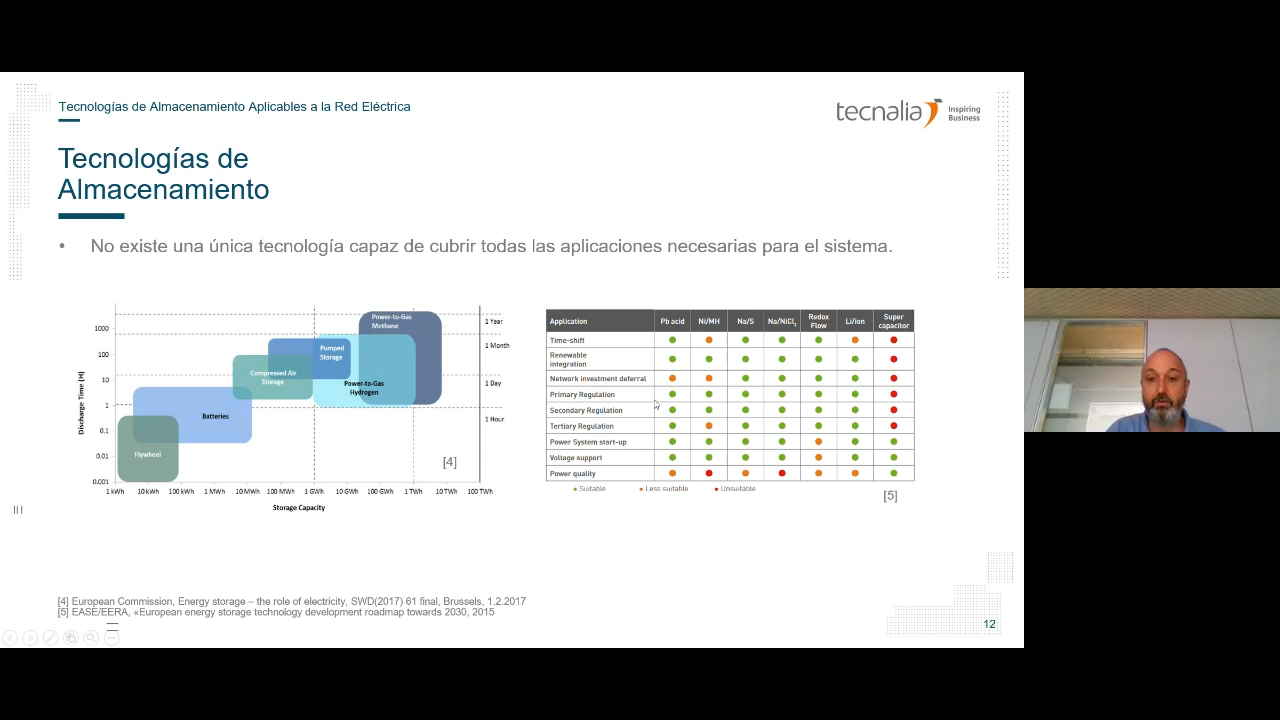 Tecnologías de Almacenamiento Aplicables a la Red Eléctrica
tecnalia
Inspiring
Business
Tecnologías de
Almacenamiento
• No existe una única tecnología capaz de cubrir todas las aplicaciones necesarias para el sistema.
Discharge Time (H)
1000
100
10
1
0.1
0.01
0.001
Power-to-Gas
Methane
Pumped
Storage
Compressed Air
Storage
Power-to-Gas
Hydrogen
Batteries
Flywheel
1 Year
1 Month
1 Day
1 Hour
[4]
1 kWh 10 kWh 100 kWh 1 MWh 10 MWh 100 MWh 1 GWh 10 GWh 100 GWh 1 TWh 10 TWh 100 TWh
Storage Capacity
Application Pb acid Ni/MH Na/S Na/NiCl2 Redox Flow Li/ion Super capacitor
Time-shift
Renewable
integration
Network investment deferral
Primary Regulation
Secondary Regulation
Tertiary Regulation
Power System start-up
Voltage support
Power quality
Suitable Less suitable Unsuitable
[5]
[4] European Commission, Energy storage – the role of electricity, SWD(2017) 61 final, Brussels, 1.2.2017
[5] EASE/EERA, «European energy storage technology development roadmap towards 2030, 2015
12